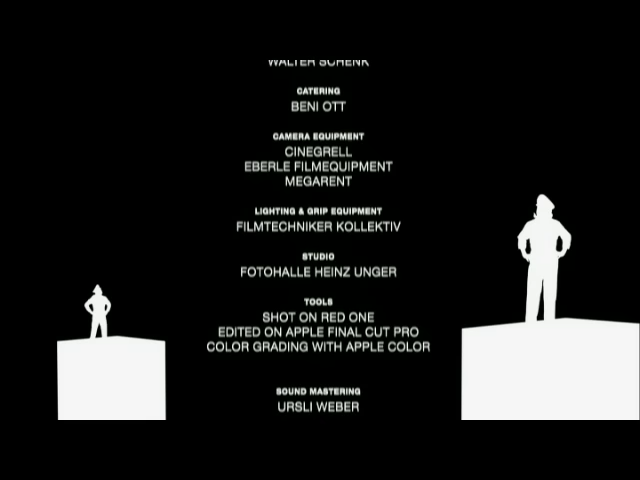 WALTER SCHENK
CATERING
BENI OTT
CAMERA EQUIPMENT
CINEGRELL
EBERLE FILMEQUIPMENT
MEGARENT
LIGHTING & GRIP EQUIPMENT
FILMTECHNIKER KOLLEKTIV
STUDIO
FOTOHALLE HEINZ UNGER
TOOLS
SHOT ON RED ONE
EDITED ON APPLE FINAL CUT PRO
COLOR GRADING WITH APPLE COLOR
SOUND MASTERING
URSLI WEBER